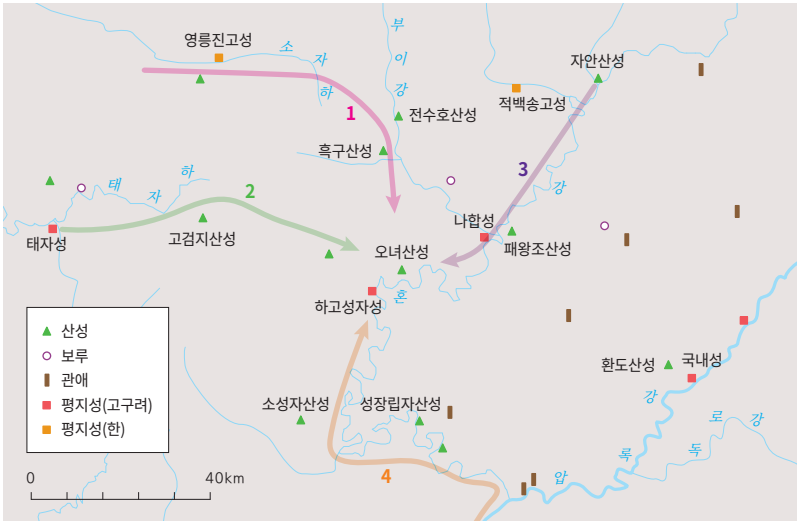 영릉진고성
소자하
부이강
자안산성
적백송고성
1
전수호산성
흑구산성
3
태자하
2
강
나합성
태자성
고검지산성
패왕조산성
오녀산성
하고성자성
혼
산성
보루
관애
평지성(고구려)
평지성(한)
환도산성
국내성
소성자산성
성장립자산성
강
로강
독
록
압
4
0
40km